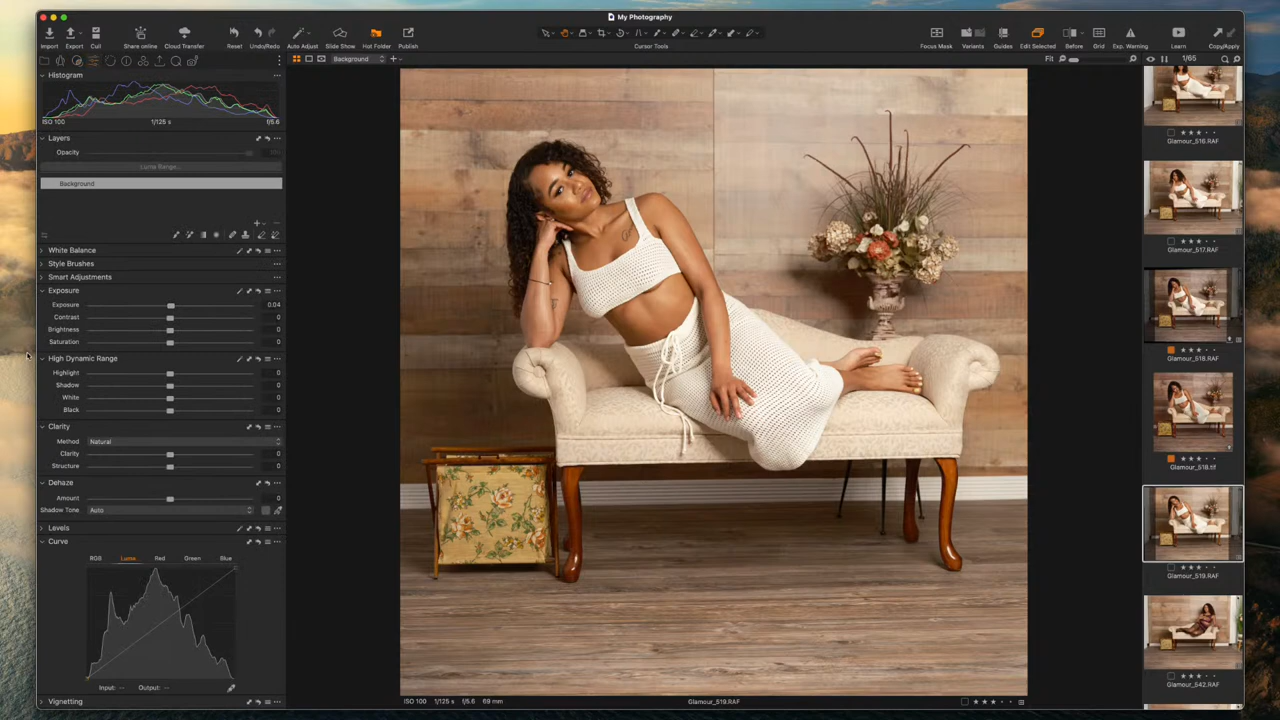 My Photography
Import Export Cull Share online Cloud Transfer Reset Undo/Redo Auto Adjust Slide Show Hot Folder Publish Cursor Tools Focus Mask Variants Guides Edit Selected Before Grid Exp. Warning Learn Copy/Apply
Background Fit 1/65
Histogram
ISO 100 1/125 s f/5.6
Layers
Opacity
Luma Range...
Background
White Balance
Style Brushes
Smart Adjustments
Exposure
Exposure 0.04
Contrast 0
Brightness 0
Saturation 0
High Dynamic Range
Highlight 0
Shadow 0
White 0
Black 0
Clarity
Method Natural
Clarity 0
Structure 0
Dehaze
Amount 0
Shadow Tone Auto
Levels
Curve
RGB Luma Red Green Blue
Input: -- Output: --
Vignetting
ISO 100 1/125 s f/5.6 69 mm Glamour_519.RAF
Glamour_516.RAF
Glamour_517.RAF
Glamour_518.RAF
Glamour_518.tif
Glamour_519.RAF
Glamour_542.RAF